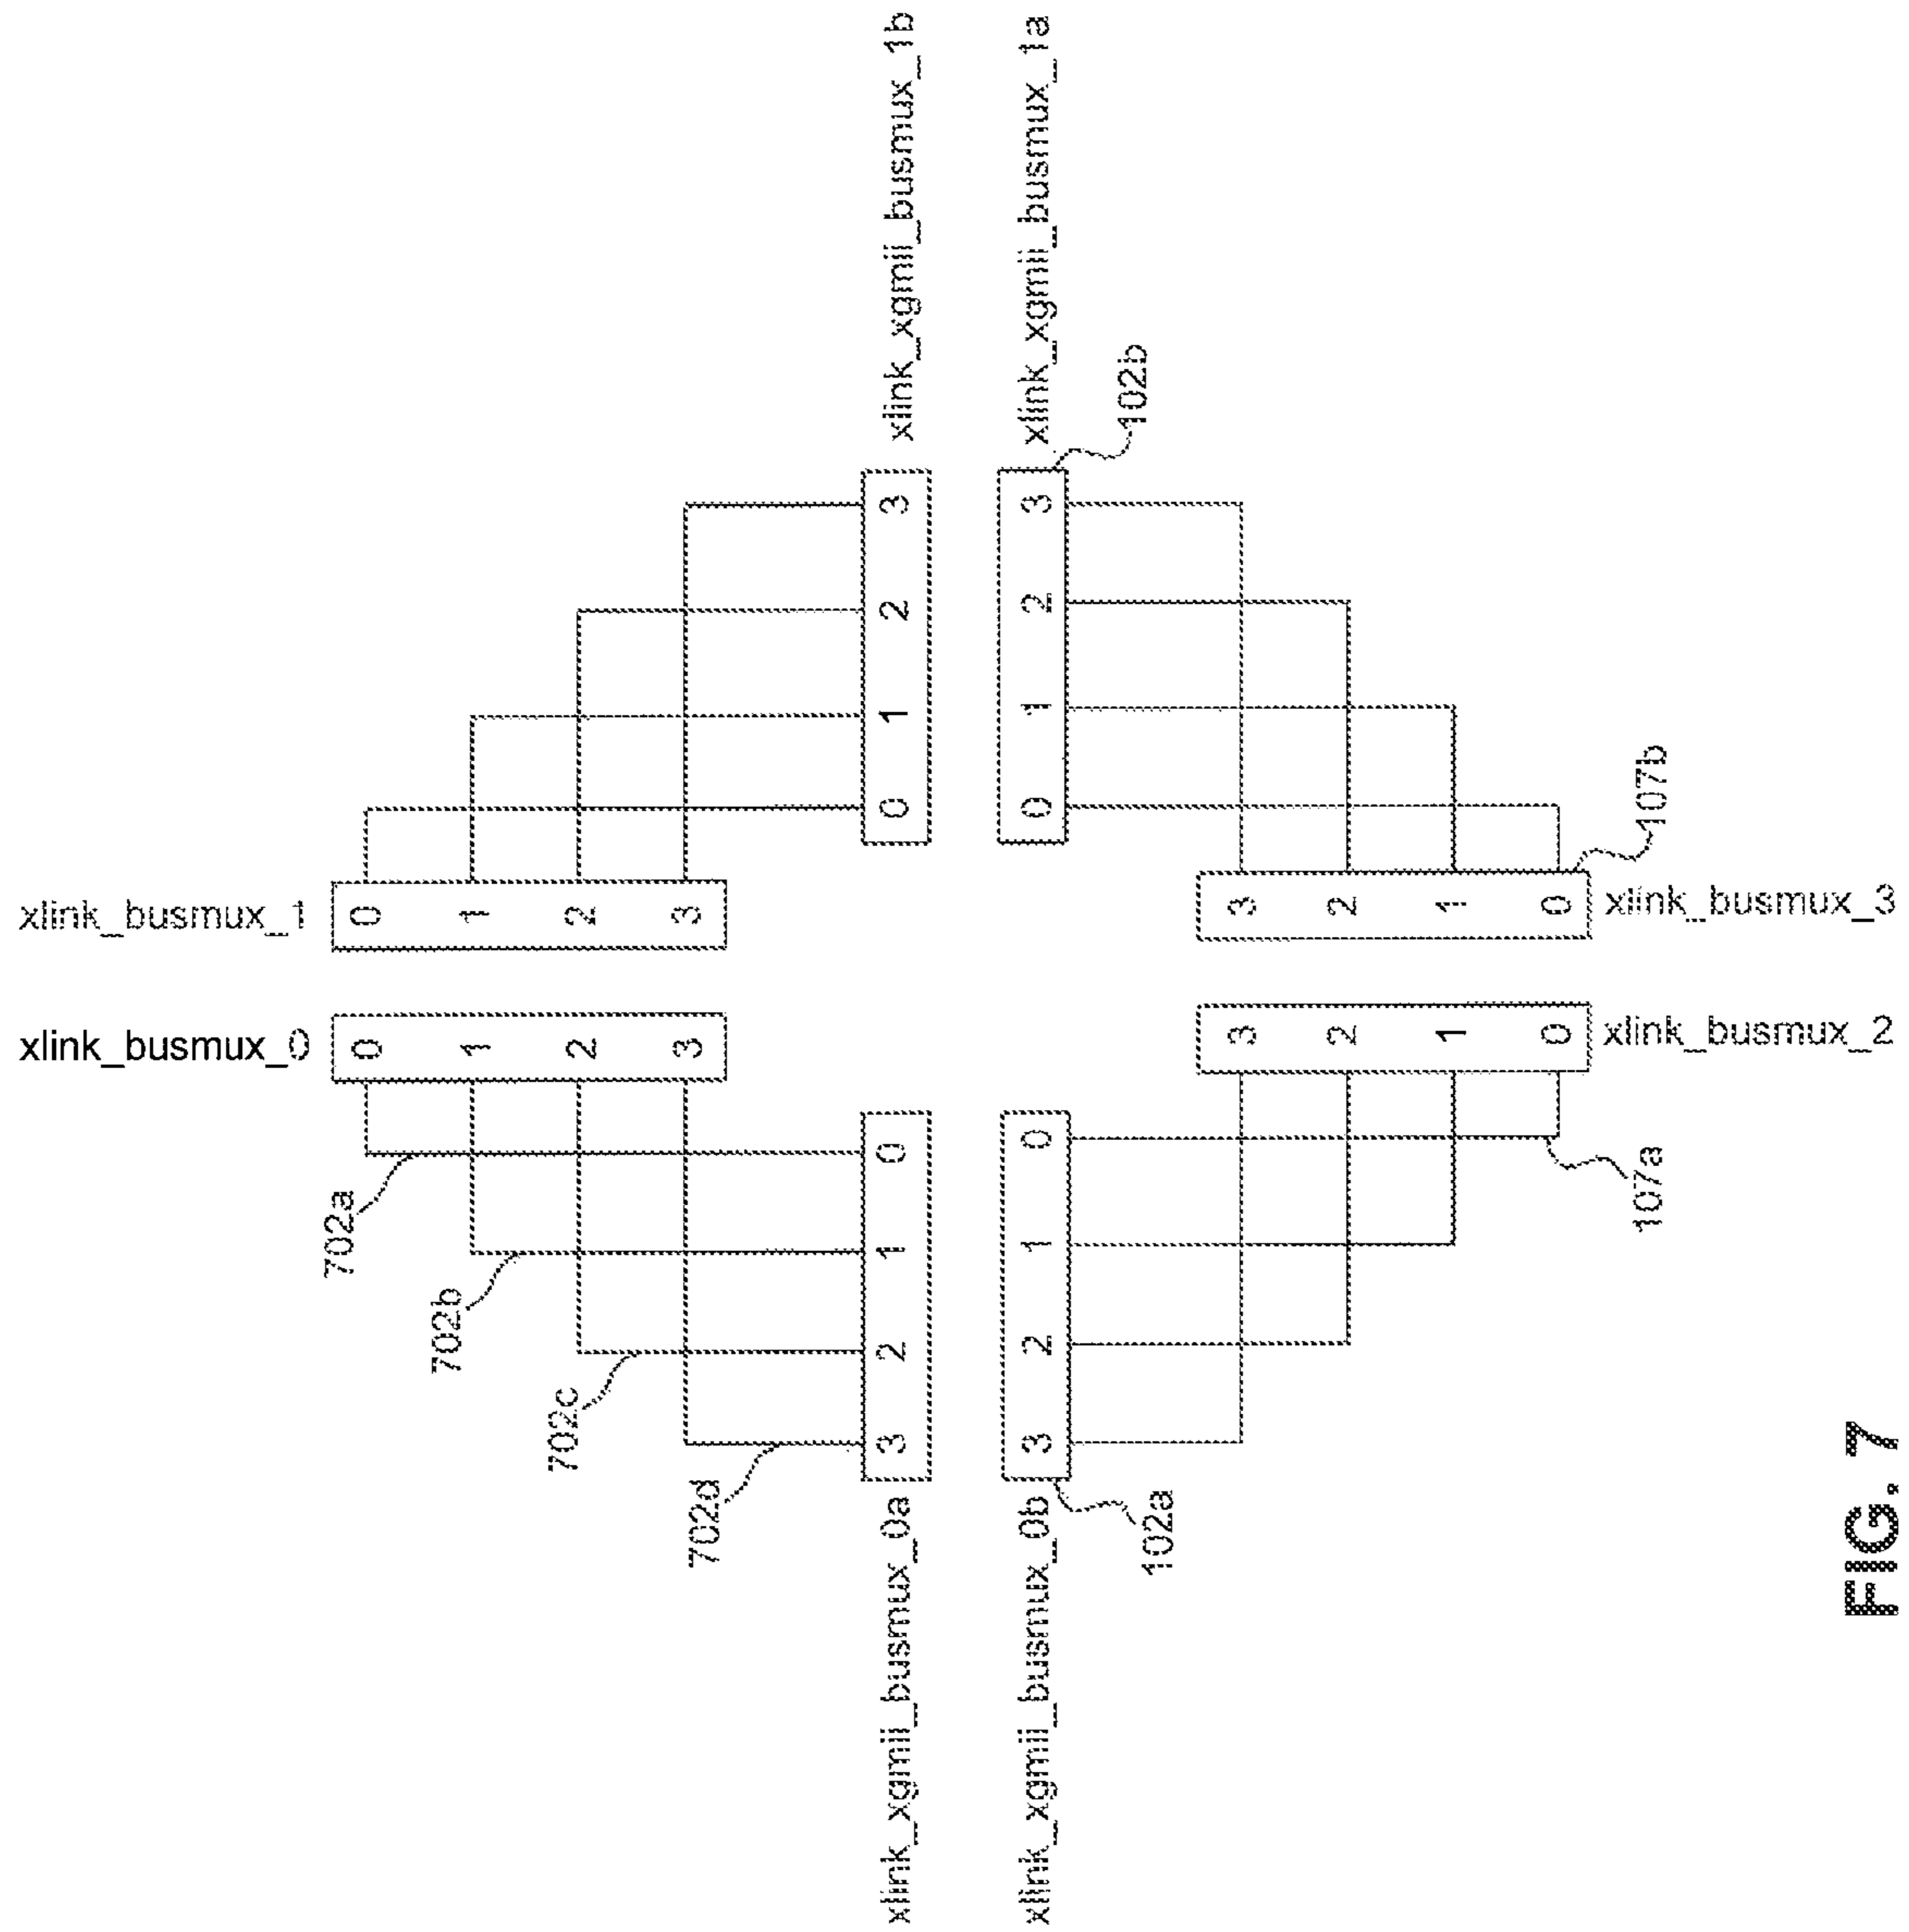 xlink_busmux_1
0
1
2
3
xlink_busmux_0
0
1
2
3
702a
702b
702c
702d
xlink_xgmii_busmux_1b
0
1
2
3
xlink_xgmii_busmux_1a
0
1
2
3
102b
xlink_xgmii_busmux_0a
3
2
1
0
xlink_xgmii_busmux_0b
3
2
1
0
102a
3
2
1
0
xlink_busmux_3
107b
3
2
1
0
xlink_busmux_2
107a
FIG. 7